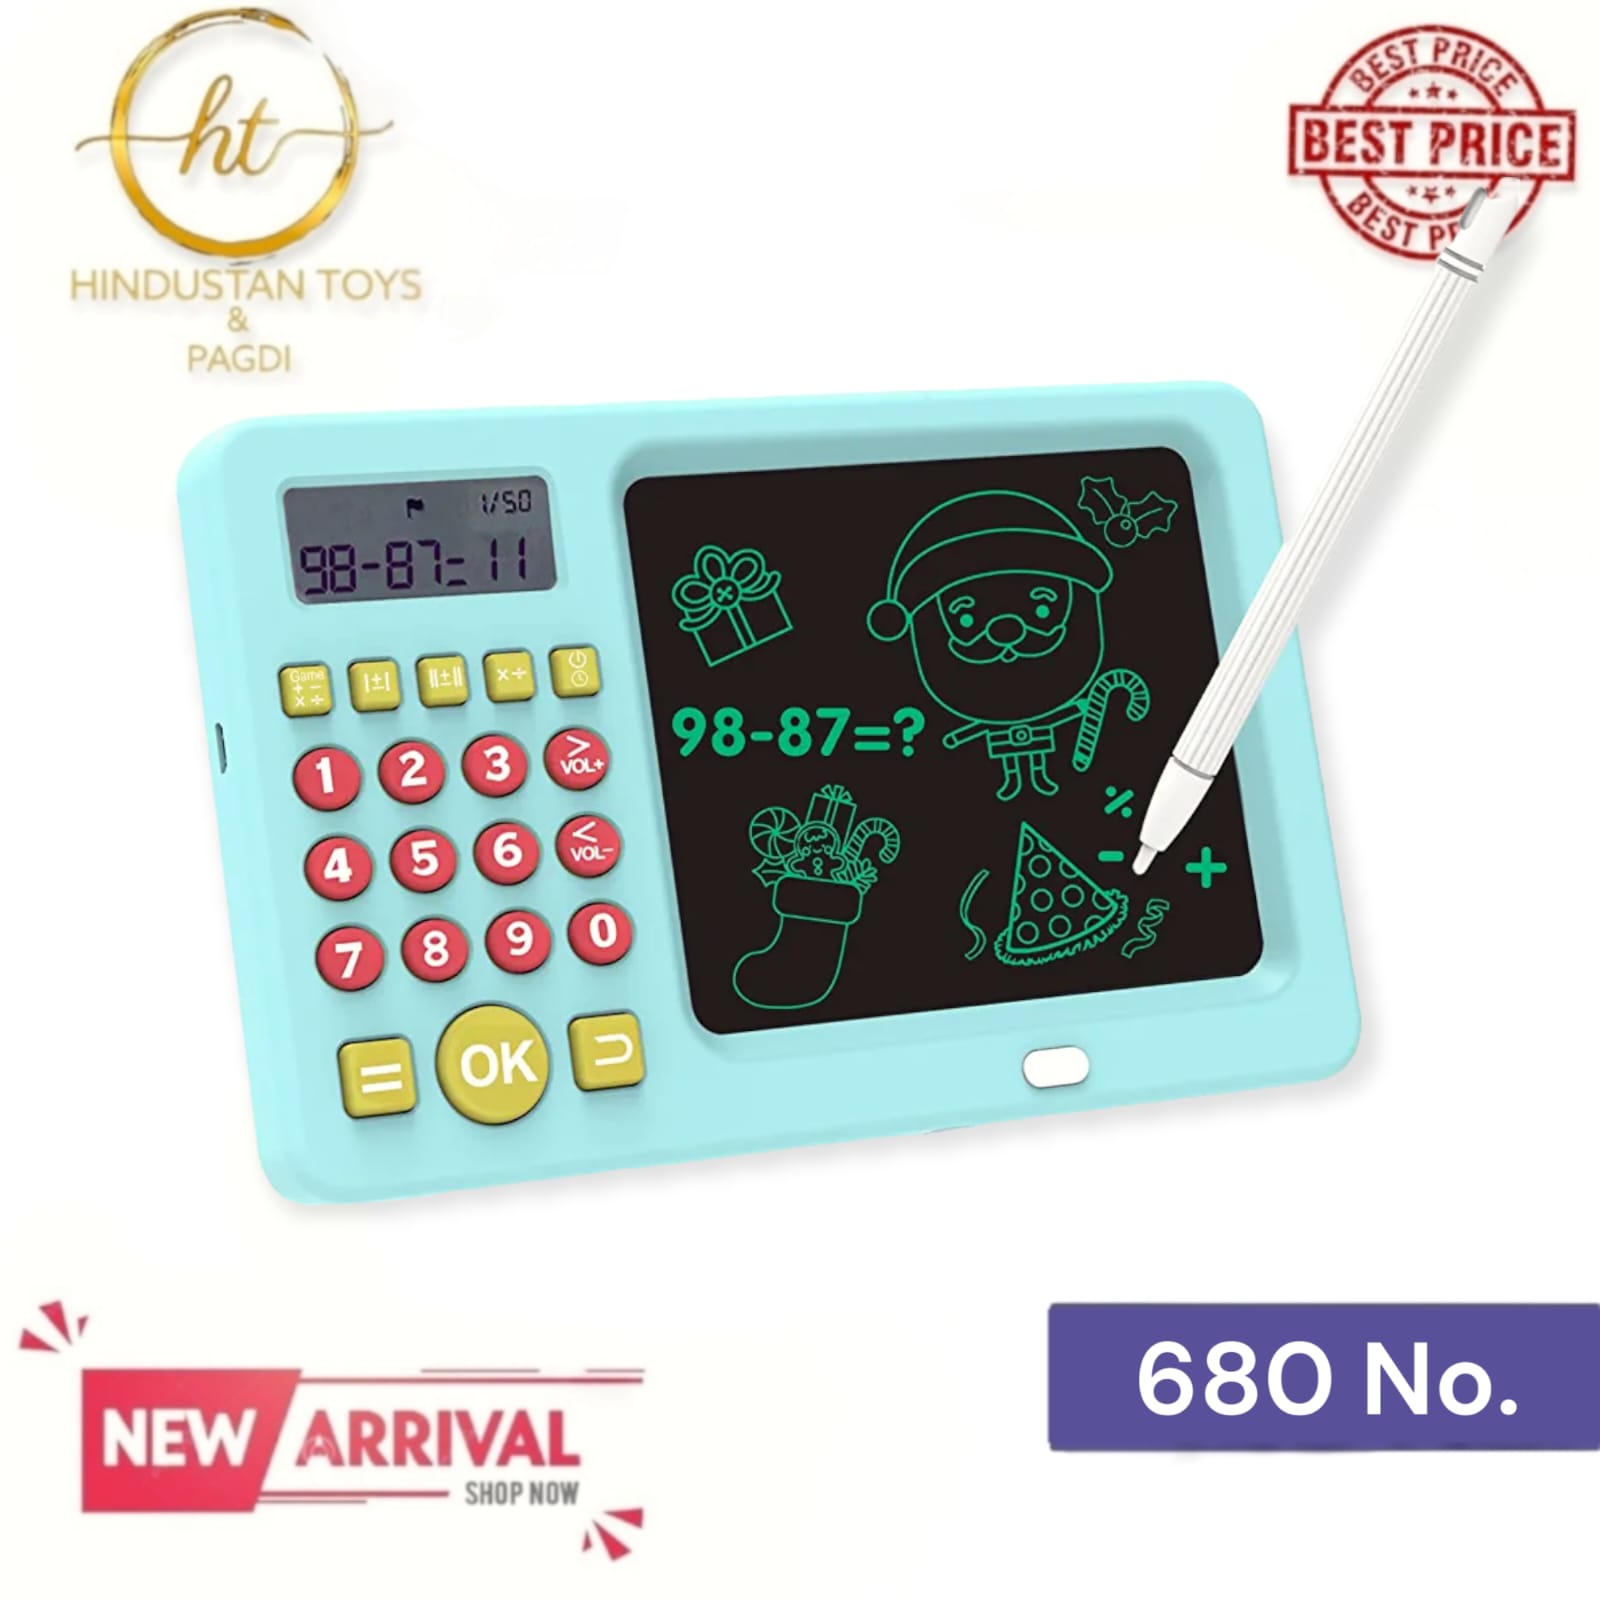 ht
HINDUSTAN TOYS
&
PAGDI
BEST PRICE
BEST PRICE
1/50
98-87=11
Game
+ −
× ÷
|±|
||±||
×÷
98-87=?
1 2 3 >
VOL+
4 5 6 <
VOL−
7 8 9 0
= OK
%
- +
680 No.
NEW ARRIVAL
SHOP NOW